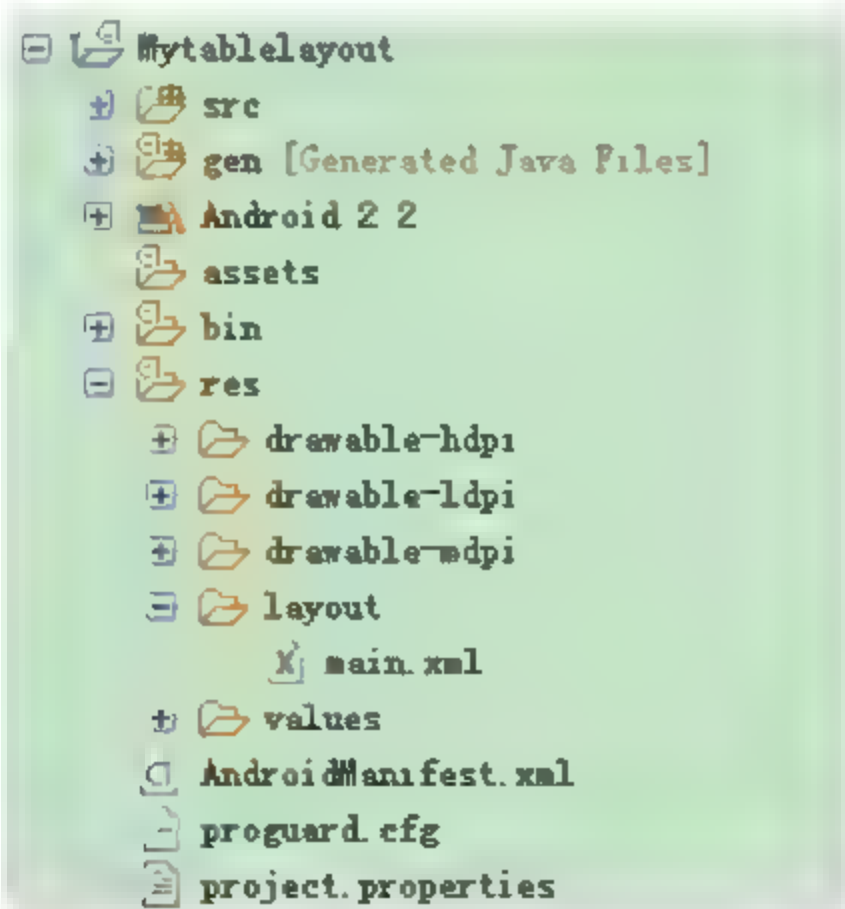 Mytablelayout
src
gen [Generated Java Files]
Android 2 2
assets
bin
res
drawable-hdpi
drawable-ldpi
drawable-mdpi
layout
main.xml
values
AndroidManifest.xml
proguard.cfg
project.properties